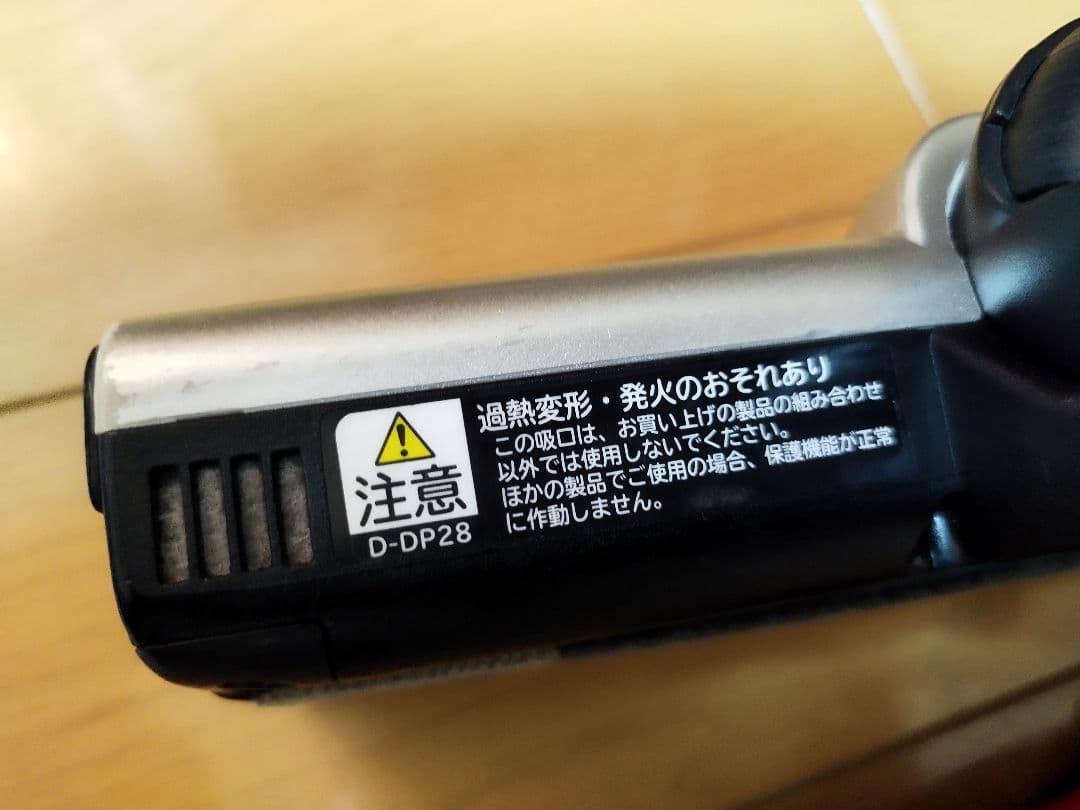 過熱変形・発火のおそれあり
この吸口は、お買い上げの製品の組み合わせ
以外では使用しないでください。
ほかの製品でご使用の場合、保護機能が正常
に作動しません。
注意
D-DP28